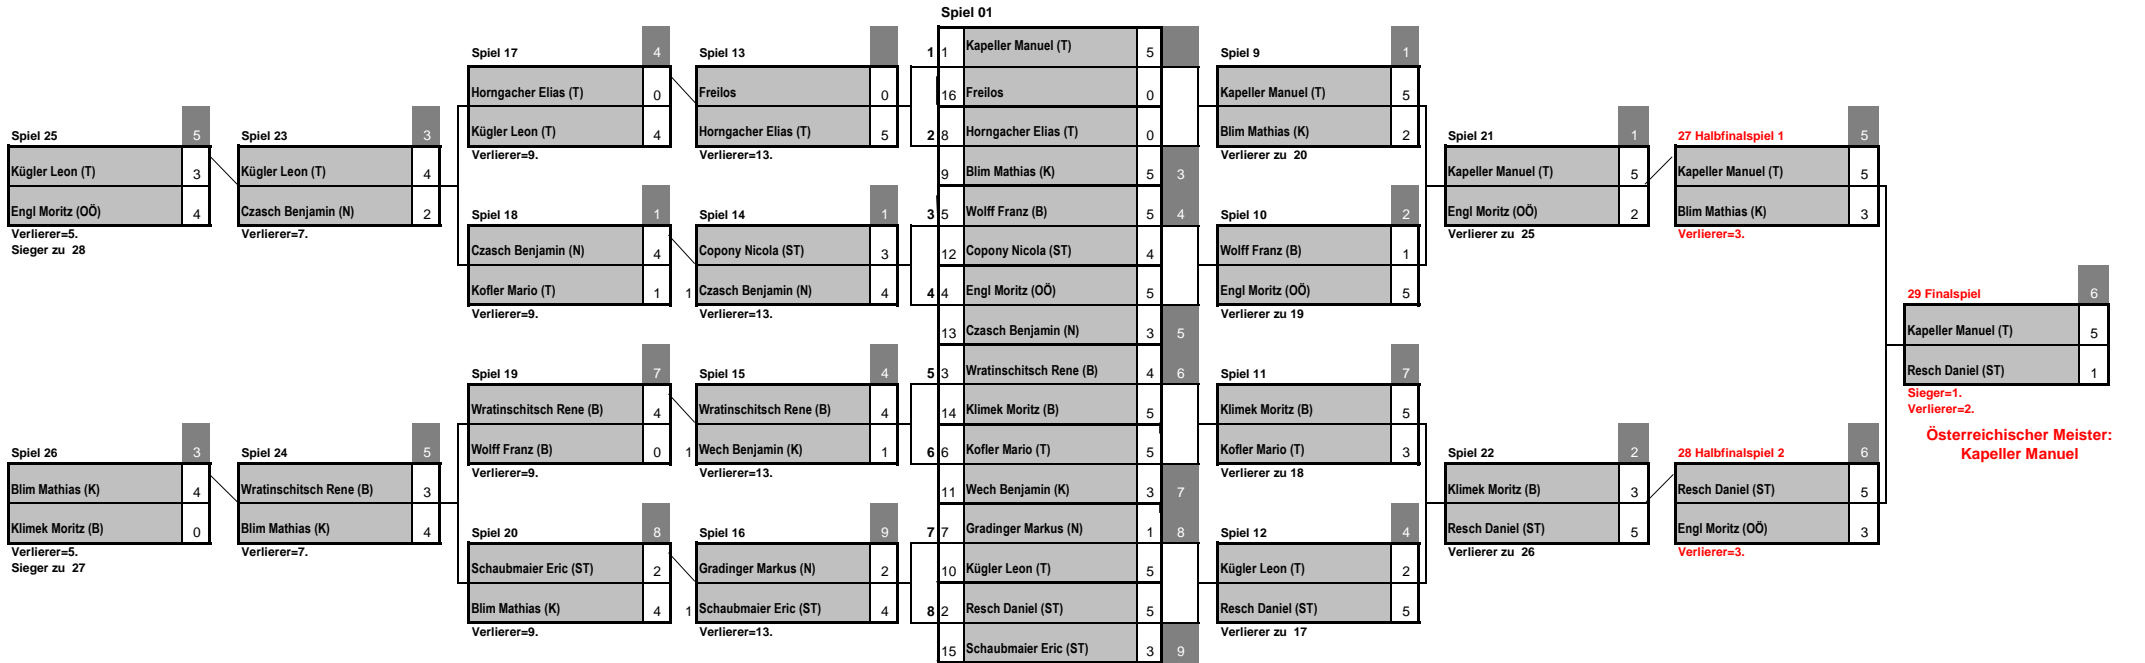 Spiel 25 5
Kügler Leon (T) 3
Engl Moritz (OÖ) 4
Verlierer=5.
Sieger zu 28
Spiel 26 3
Blim Mathias (K) 4
Klimek Moritz (B) 0
Verlierer=5.
Sieger zu 27
Spiel 23 3
Kügler Leon (T) 4
Czasch Benjamin (N) 2
Verlierer=7.
Spiel 24 5
Wratinschitsch Rene (B) 3
Blim Mathias (K) 4
Verlierer=7.
Spiel 17 4
Horngacher Elias (T) 0
Kügler Leon (T) 4
Verlierer=9.
Spiel 18 1
Czasch Benjamin (N) 4
Kofler Mario (T) 1
Verlierer=9.
Spiel 19 7
Wratinschitsch Rene (B) 4
Wolff Franz (B) 0
Verlierer=9.
Spiel 20 8
Schaubmaier Eric (ST) 2
Blim Mathias (K) 4
Verlierer=9.
Spiel 13
Freilos 0
Horngacher Elias (T) 5
Verlierer=13.
Spiel 14 1
Copony Nicola (ST) 3
1 Czasch Benjamin (N) 4
Verlierer=13.
Spiel 15 4
Wratinschitsch Rene (B) 4
1 Wech Benjamin (K) 1
Verlierer=13.
Spiel 16 9
Gradinger Markus (N) 2
1 Schaubmaier Eric (ST) 4
Verlierer=13.
Spiel 01
1 1 Kapeller Manuel (T) 5
16 Freilos 0
2 8 Horngacher Elias (T) 0
9 Blim Mathias (K) 5 3
3 5 Wolff Franz (B) 5 4
12 Copony Nicola (ST) 4
4 4 Engl Moritz (OÖ) 5
13 Czasch Benjamin (N) 3 5
5 3 Wratinschitsch Rene (B) 4 6
14 Klimek Moritz (B) 5
6 6 Kofler Mario (T) 5
11 Wech Benjamin (K) 3 7
7 7 Gradinger Markus (N) 1 8
10 Kügler Leon (T) 5
8 2 Resch Daniel (ST) 5
15 Schaubmaier Eric (ST) 3 9
Spiel 9 1
Kapeller Manuel (T) 5
Blim Mathias (K) 2
Verlierer zu 20
Spiel 10 2
Wolff Franz (B) 1
Engl Moritz (OÖ) 5
Verlierer zu 19
Spiel 11 7
Klimek Moritz (B) 5
Kofler Mario (T) 3
Verlierer zu 18
Spiel 12 4
Kügler Leon (T) 2
Resch Daniel (ST) 5
Verlierer zu 17
Spiel 21 1
Kapeller Manuel (T) 5
Engl Moritz (OÖ) 2
Verlierer zu 25
Spiel 22 2
Klimek Moritz (B) 3
Resch Daniel (ST) 5
Verlierer zu 26
27 Halbfinalspiel 1 5
Kapeller Manuel (T) 5
Blim Mathias (K) 3
Verlierer=3.
28 Halbfinalspiel 2 6
Resch Daniel (ST) 5
Engl Moritz (OÖ) 3
Verlierer=3.
29 Finalspiel 6
Kapeller Manuel (T) 5
Resch Daniel (ST) 1
Sieger=1.
Verlierer=2.
Österreichischer Meister:
Kapeller Manuel